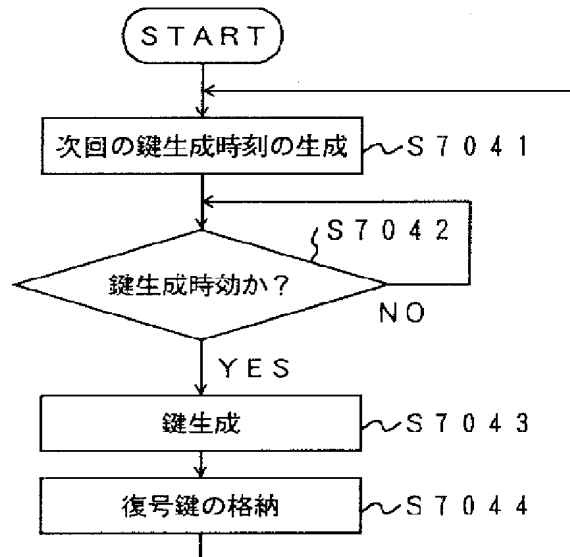 START
次回の鍵生成時刻の生成
S7041
S7042
鍵生成時効か？
NO
YES
鍵生成
S7043
復号鍵の格納
S7044